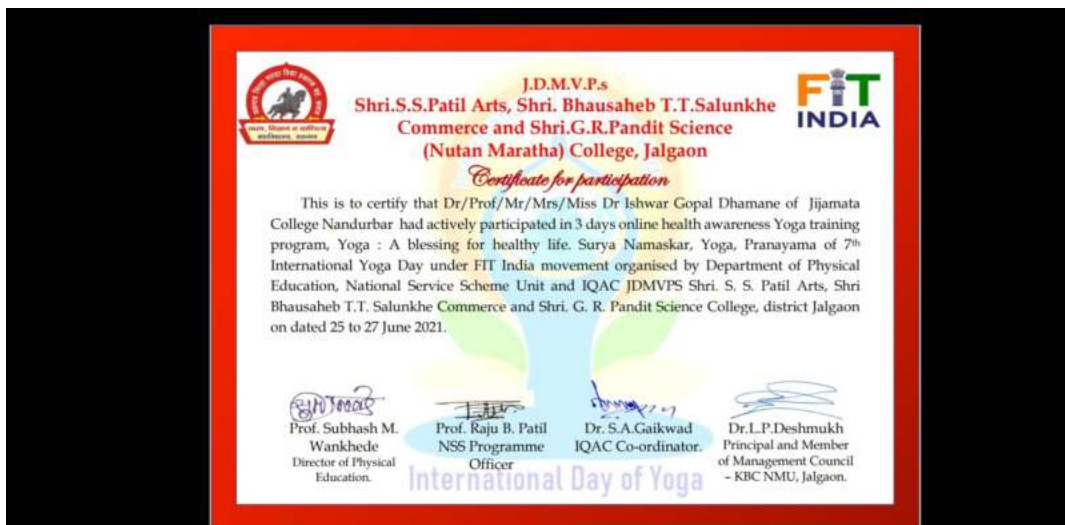 J.D.M.V.P.s
Shri.S.S.Patil Arts, Shri. Bhausaheb T.T.Salunkhe
Commerce and Shri.G.R.Pandit Science
(Nutan Maratha) College, Jalgaon
FIT
INDIA
Certificate for participation
This is to certify that Dr/Prof/Mr/Mrs/Miss Dr Ishwar Gopal Dhamane of Jijamata
College Nandurbar had actively participated in 3 days online health awareness Yoga training
program, Yoga : A blessing for healthy life. Surya Namaskar, Yoga, Pranayama of 7th
International Yoga Day under FIT India movement organised by Department of Physical
Education, National Service Scheme Unit and IQAC JDMVPS Shri. S. S. Patil Arts, Shri
Bhausaheb T.T. Salunkhe Commerce and Shri. G. R. Pandit Science College, district Jalgaon
on dated 25 to 27 June 2021.
Prof. Subhash M.
Wankhede
Director of Physical
Education.
Prof. Raju B. Patil
NSS Programme
Officer
Dr. S.A.Gaikwad
IQAC Co-ordinator.
Dr.L.P.Deshmukh
Principal and Member
of Management Council
– KBC NMU, Jalgaon.
International Day of Yoga